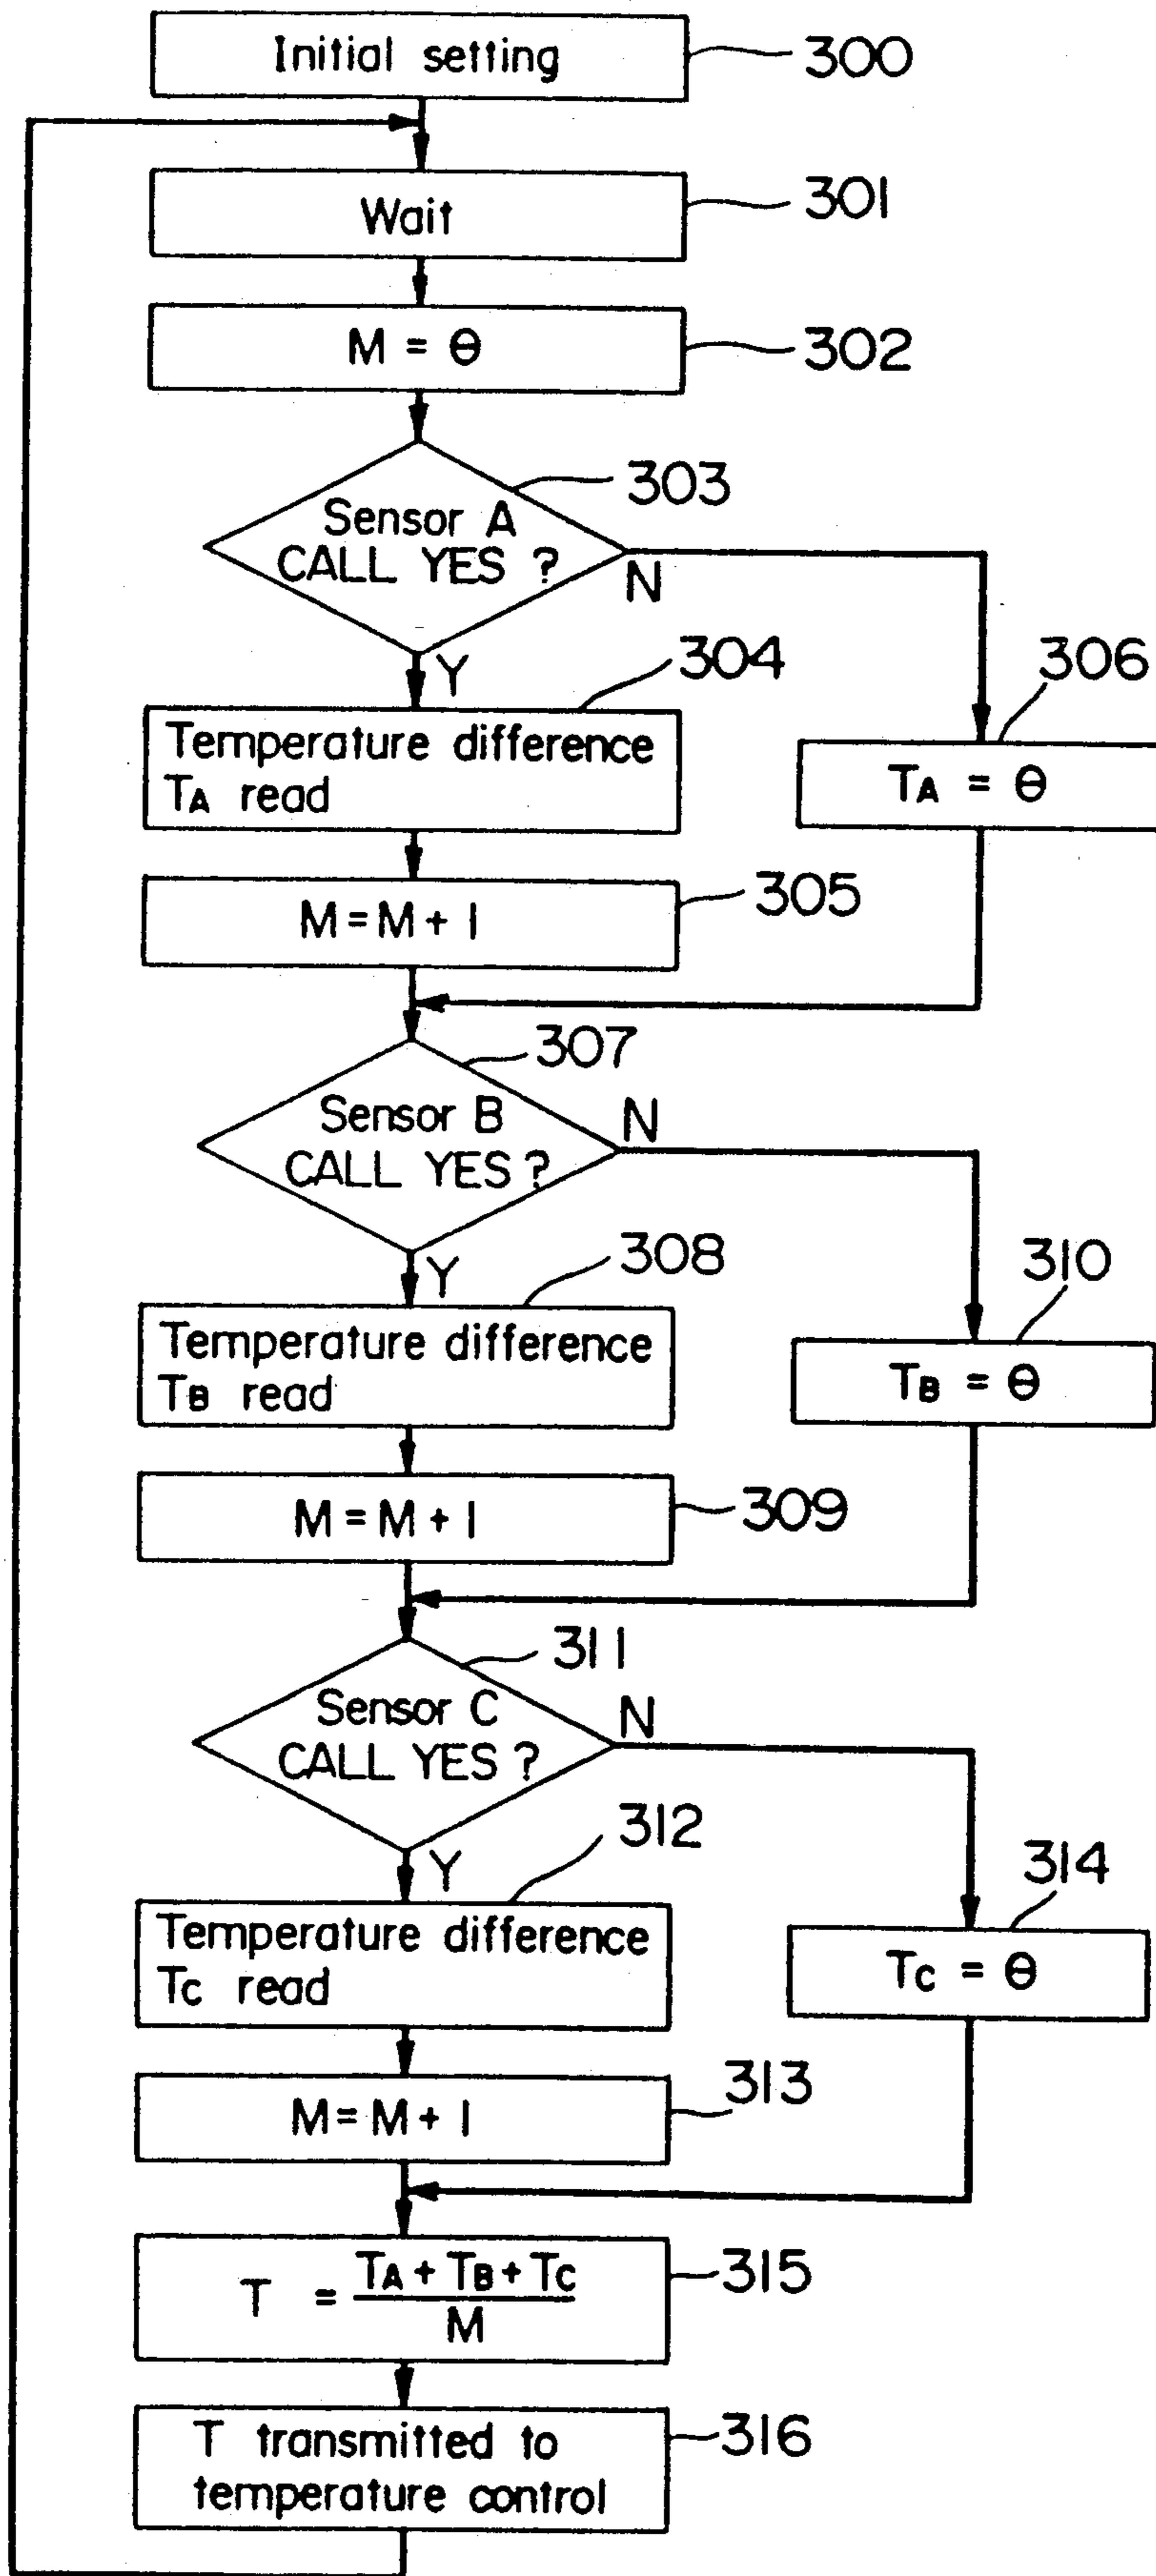 Initial setting
300
Wait
301
M = θ
302
303
Sensor A
CALL YES ?
N
Y
304
Temperature difference
TA read
306
TA = θ
305
M = M + 1
307
Sensor B
CALL YES ?
N
Y
308
Temperature difference
TB read
310
TB = θ
M = M + 1
309
311
Sensor C
CALL YES ?
N
Y
312
Temperature difference
TC read
314
TC = θ
M = M + 1
313
T = TA + TB + TC
M
315
T transmitted to
temperature control
316